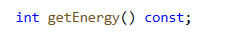 int getEnergy() const;